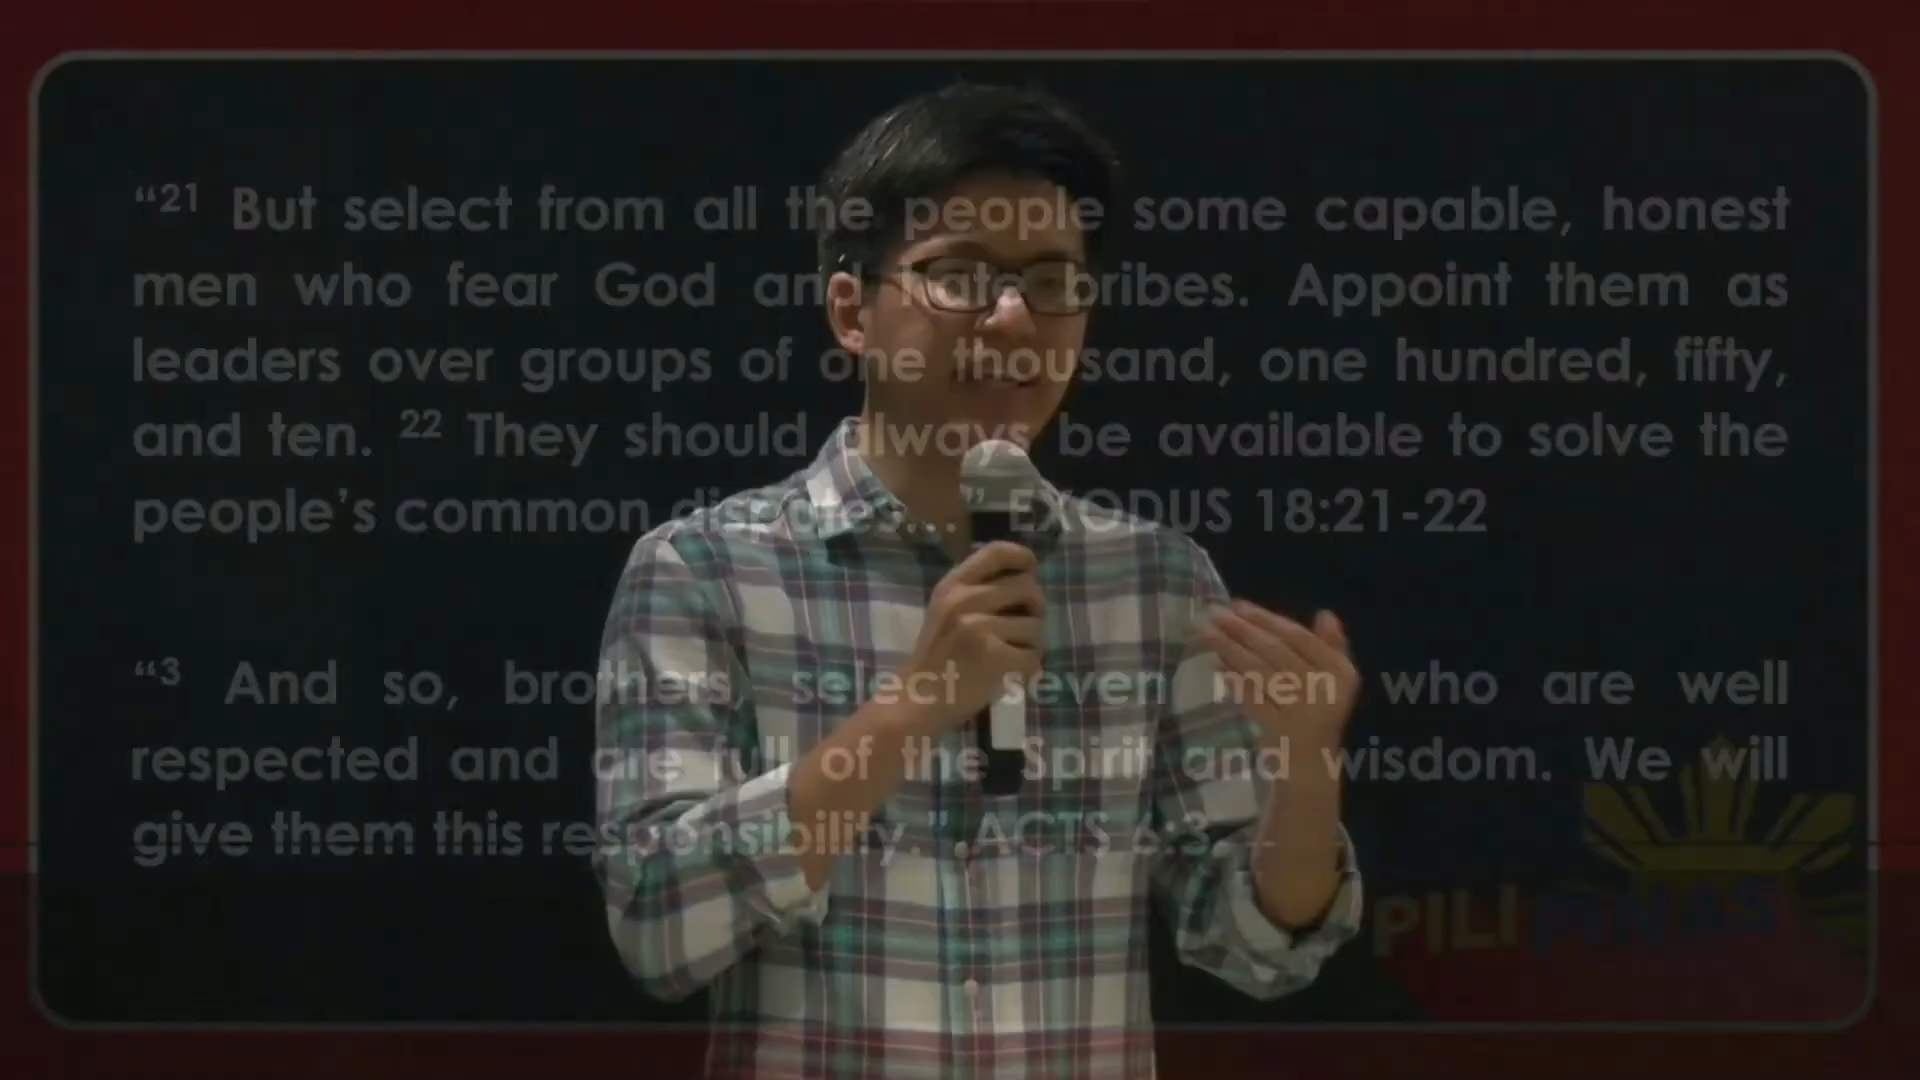 “21 But select from all the people some capable, honest
men who fear God and hate bribes. Appoint them as
leaders over groups of one thousand, one hundred, fifty,
and ten. 22 They should always be available to solve the
people’s common disputes...” EXODUS 18:21-22
“3 And so, brothers, select seven men who are well
respected and are full of the Spirit and wisdom. We will
give them this responsibility.” ACTS 6:3
PILIPINAS